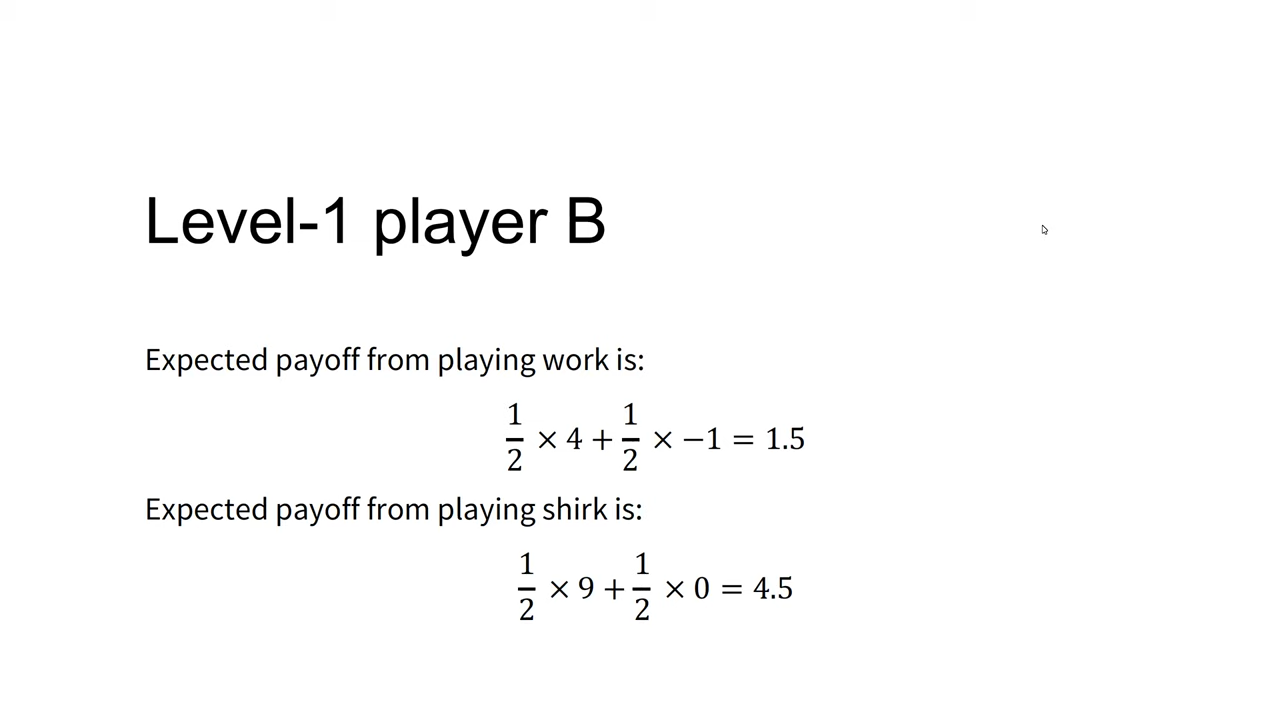 Level-1 player B
Expected payoff from playing work is:
1/2 × 4 + 1/2 × −1 = 1.5
Expected payoff from playing shirk is:
1/2 × 9 + 1/2 × 0 = 4.5